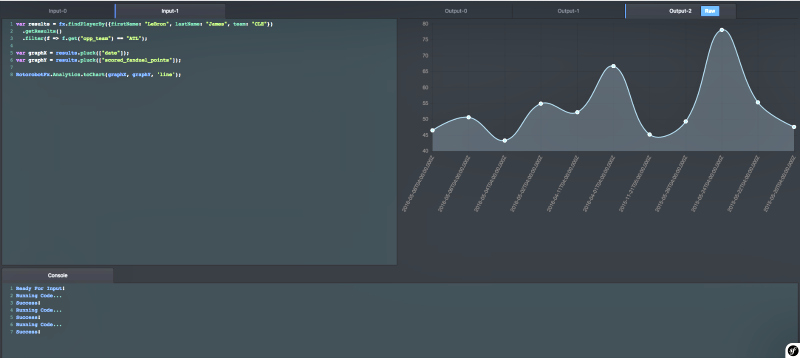 Input-0
Input-1
1 var results = fx.findPlayerBy({firstName: "LeBron", lastName: "James", team: "CLE"})
2 .getResults()
3 .filter(f => f.get("opp_team") == "ATL");
4
5 var graphX = results.pluck(["date"]);
6 var graphY = results.pluck(["scored_fanduel_points"]);
7
8 RotorobotFx.Analytics.toChart(graphX, graphY, 'line');
Output-0
Output-1
Output-2
Raw
80
75
70
65
60
55
50
45
40
Console
1 Ready For Input!
2 Running Code...
3 Success!
4 Running Code...
5 Success!
6 Running Code...
7 Success!
sf